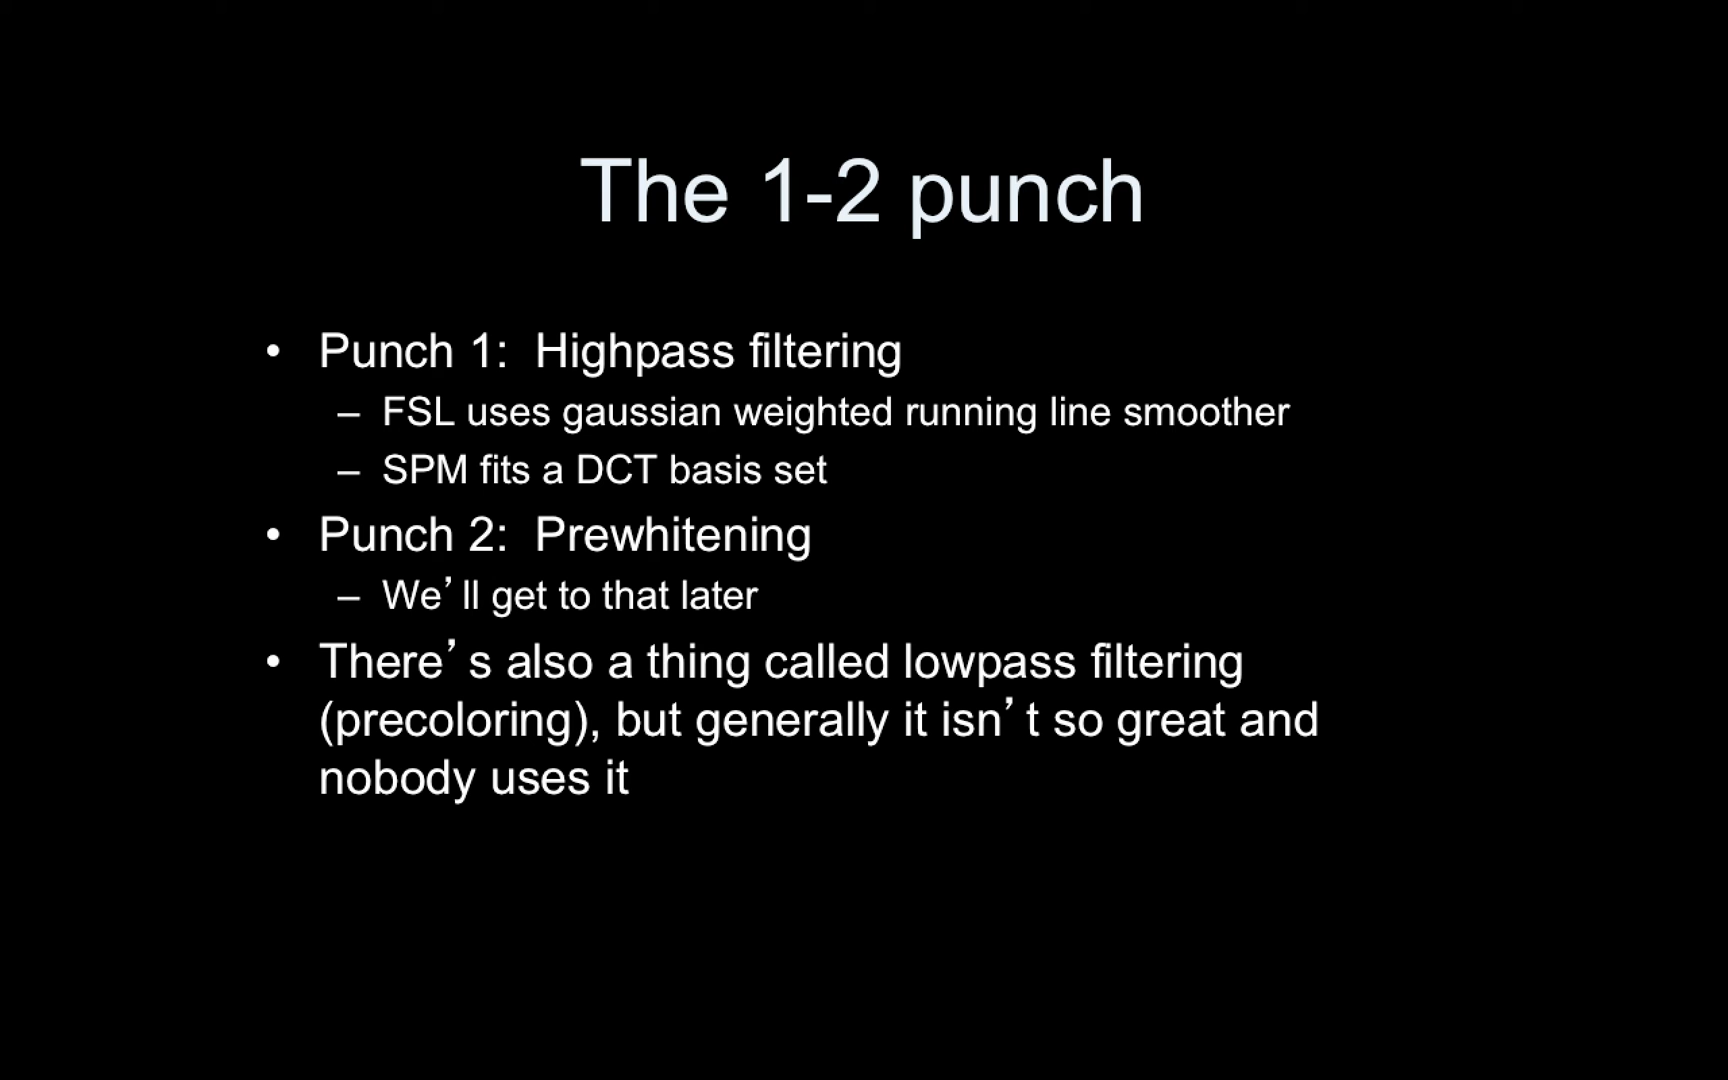 The 1-2 punch
• Punch 1:  Highpass filtering
– FSL uses gaussian weighted running line smoother
– SPM fits a DCT basis set
• Punch 2:  Prewhitening
– We’ll get to that later
• There’s also a thing called lowpass filtering
(precoloring), but generally it isn’t so great and
nobody uses it